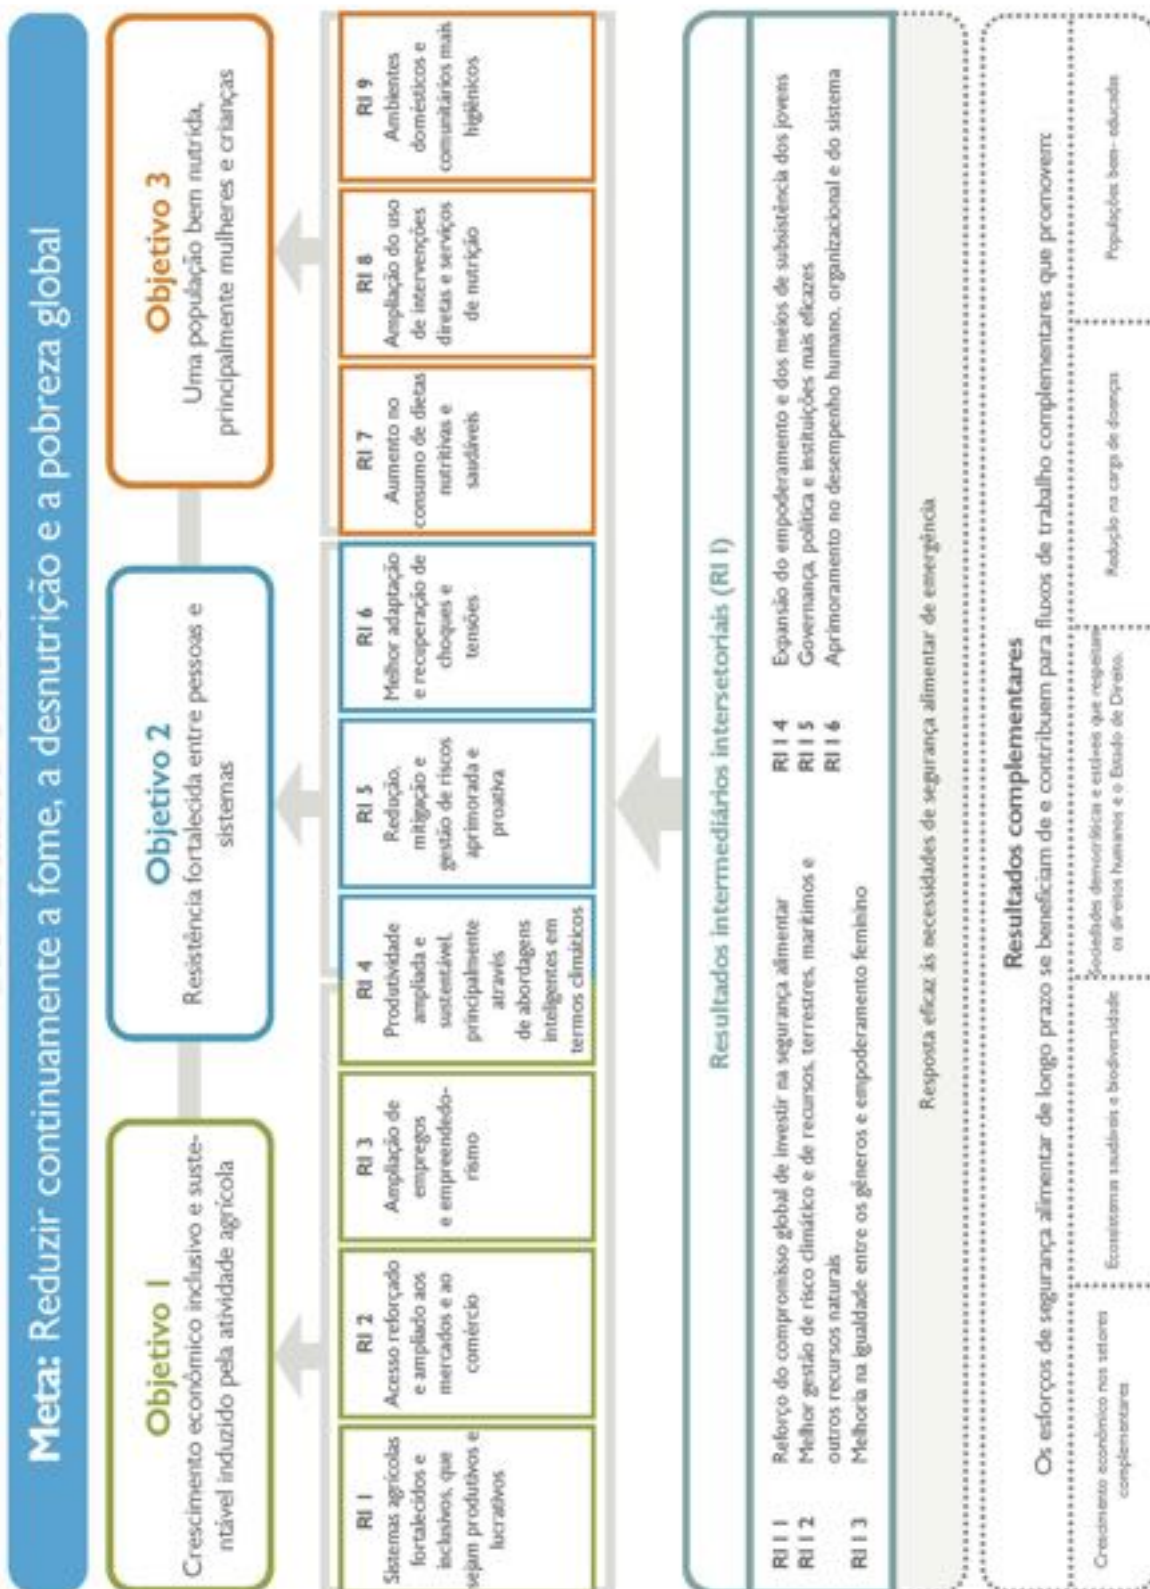 Meta: Reduzir continuamente a fome, a desnutrição e a pobreza global
Objetivo 1
Crescimento econômico inclusivo e suste-
ntável induzido pela atividade agrícola
Objetivo 2
Resistência fortalecida entre pessoas e
sistemas
Objetivo 3
Uma população bem nutrida,
principalmente mulheres e crianças
RI 1
Sistemas agrícolas
fortalecidos e
inclusivos, que
sejam produtivos e
lucrativos
RI 2
Acesso reforçado
e ampliado aos
mercados e ao
comércio
RI 3
Ampliação de
empregos
e empreendedo-
rismo
RI 4
Produtividade
ampliada e
sustentável,
principalmente
através
de abordagens
inteligentes em
termos climáticos
RI 5
Redução,
mitigação e
gestão de riscos
aprimorada e
proativa
RI 6
Melhor adaptação
e recuperação de
choques e
tensões
RI 7
Aumento no
consumo de dietas
nutritivas e
saudáveis
RI 8
Ampliação do uso
de intervenções
diretas e serviços
de nutrição
RI 9
Ambientes
domésticos e
comunitários mais
higiênicos
Resultados intermediários intersetoriais (RI I)
RI I 1 Reforço do compromisso global de investir na segurança alimentar
RI I 2 Melhor gestão de risco climático e de recursos, terrestres, marítimos e
outros recursos naturais
RI I 3 Melhoria na igualdade entre os gêneros e empoderamento feminino
RI I 4 Expansão do empoderamento e dos meios de subsistência dos jovens
RI I 5 Governança, política e instituições mais eficazes
RI I 6 Aprimoramento no desempenho humano, organizacional e do sistema
Resposta eficaz às necessidades de segurança alimentar de emergência
Resultados complementares
Os esforços de segurança alimentar de longo prazo se beneficiam de e contribuem para fluxos de trabalho complementares que promovem:
Crescimento econômico nos setores
complementares
Ecossistemas saudáveis e biodiversidade
Sociedades democráticas e estáveis que respeitam
os direitos humanos e o Estado de Direito.
Redução na carga de doenças
Populações bem- educadas